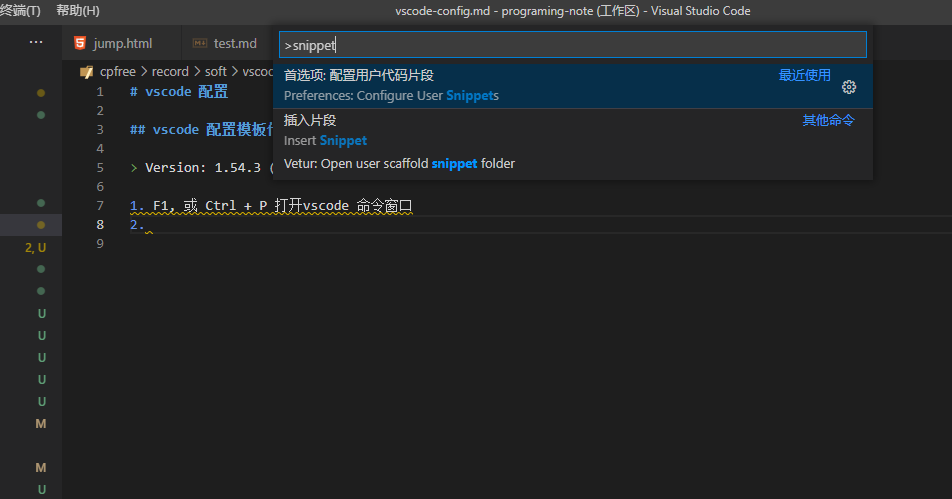 终端(T) 帮助(H) vscode-config.md - programing-note (工作区) - Visual Studio Code
··· jump.html test.md
>snippet
cpfree > record > soft > vscod
首选项: 配置用户代码片段 最近使用
Preferences: Configure User Snippets
插入片段 其他命令
Insert Snippet
Vetur: Open user scaffold snippet folder
1 # vscode 配置
2
3 ## vscode 配置模板
4
5 > Version: 1.54.3 (
6
7 1. F1, 或 Ctrl + P 打开vscode 命令窗口
8 2.
9
2, U
U
U
U
U
U
M
M
U